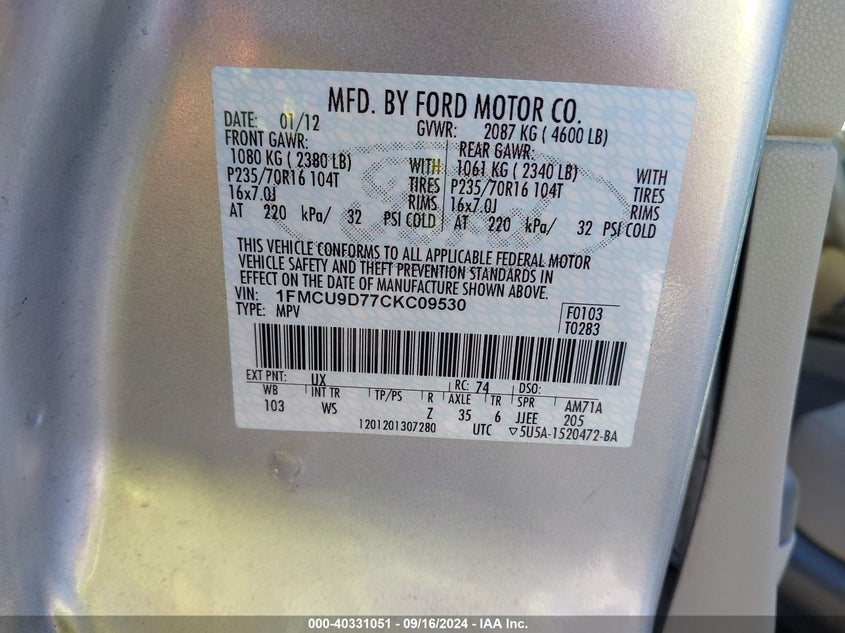 MFD. BY FORD MOTOR CO.
DATE: 01/12 GVWR: 2087 KG ( 4600 LB)
FRONT GAWR: REAR GAWR:
1080 KG ( 2380 LB) WITH 1061 KG ( 2340 LB) WITH
P235/70R16 104T TIRES P235/70R16 104T TIRES
16x7.0J RIMS 16x7.0J RIMS
AT 220 kPa/ 32 PSI COLD AT 220 kPa/ 32 PSI COLD
THIS VEHICLE CONFORMS TO ALL APPLICABLE FEDERAL MOTOR
VEHICLE SAFETY AND THEFT PREVENTION STANDARDS IN
EFFECT ON THE DATE OF MANUFACTURE SHOWN ABOVE.
VIN: 1FMCU9D77CKC09530
TYPE: MPV
F0103
T0283
EXT PNT: UX RC: 74 DSO:
WB INT TR TP/PS R AXLE TR SPR AM71A
103 WS Z 35 6 JJEE 205
1201201307280 UTC ▽5U5A-1520472-BA
000-40331051 - 09/16/2024 - IAA Inc.